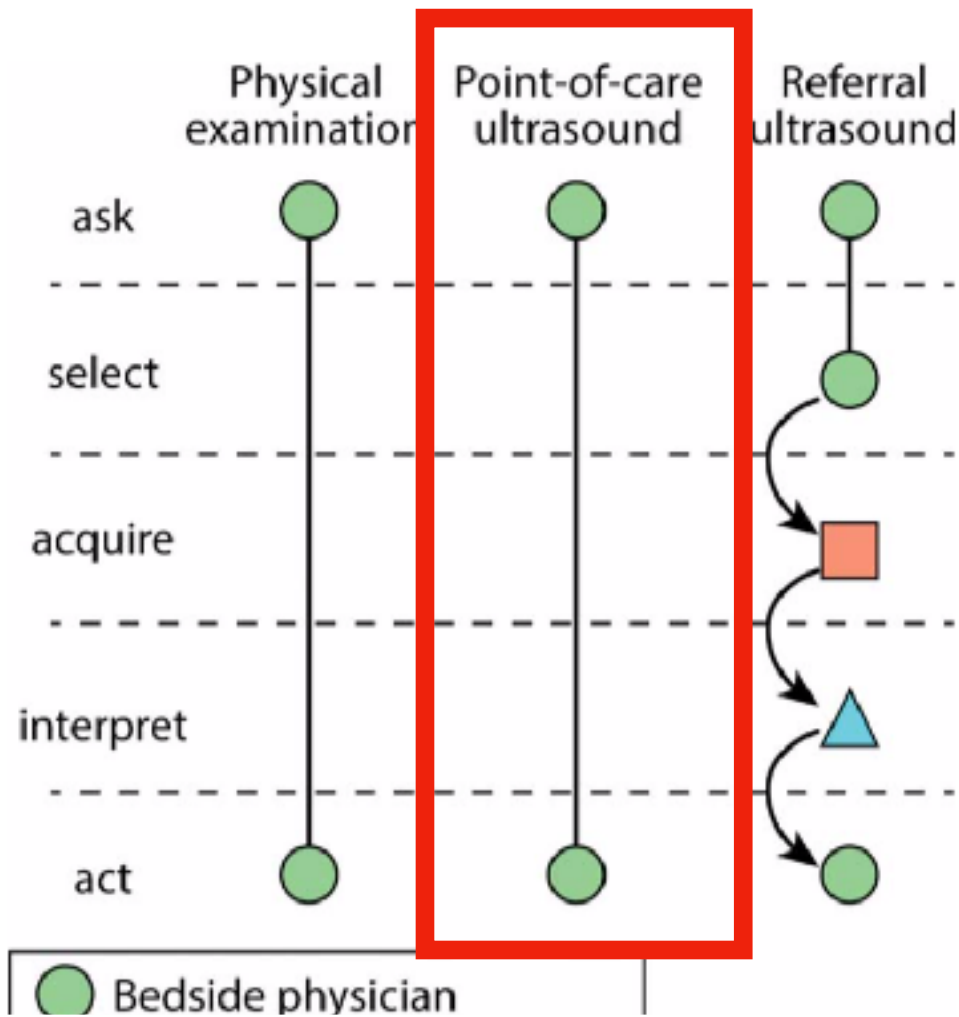 Physical
examination
Point-of-care
ultrasound
Referral
ultrasound
ask
select
acquire
interpret
act
Bedside physician